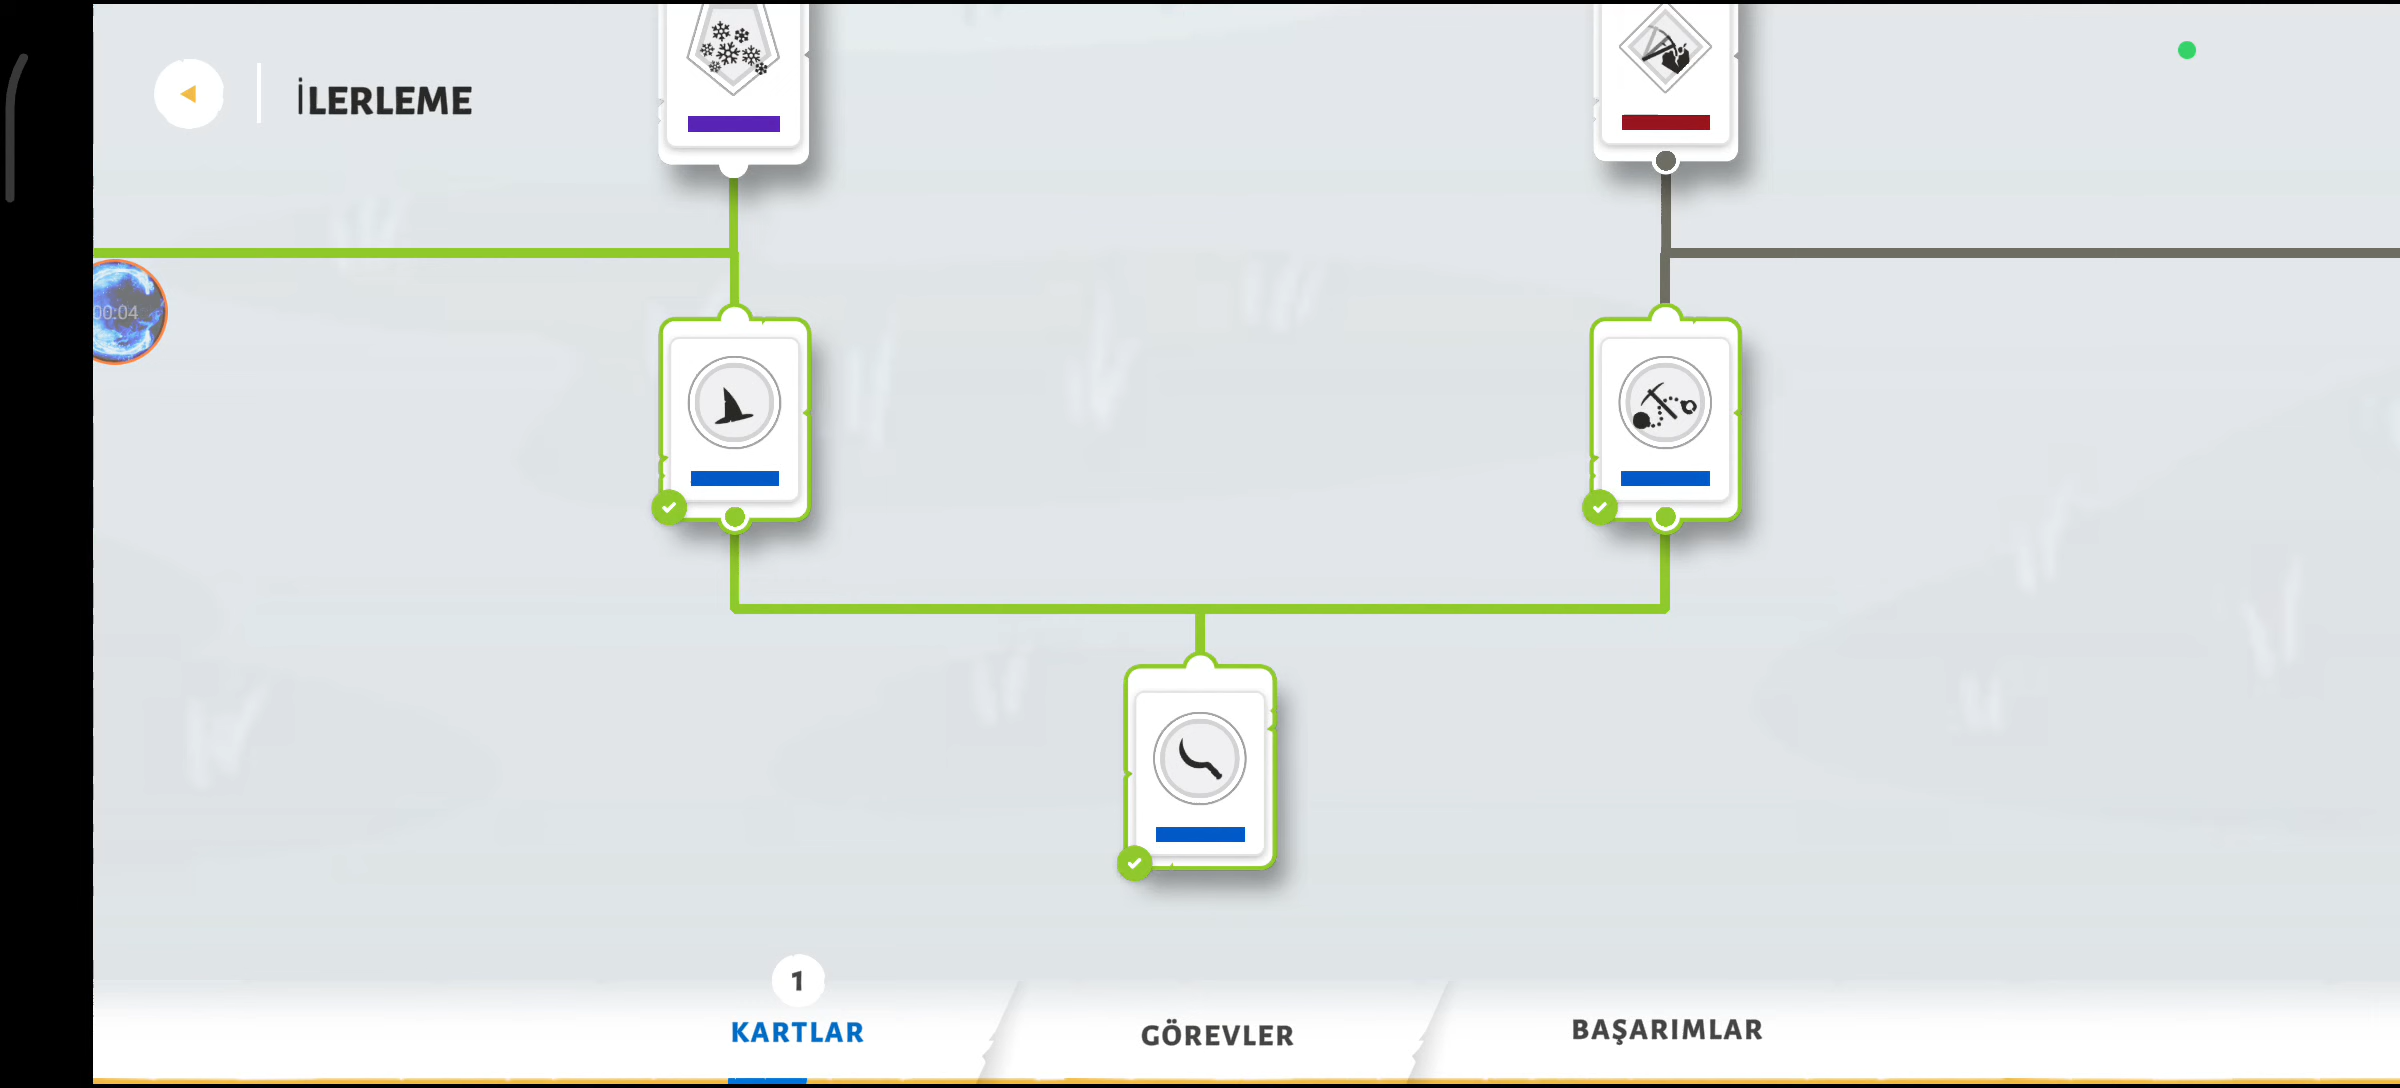 İLERLEME
00:04
1
KARTLAR
GÖREVLER
BAŞARIMLAR